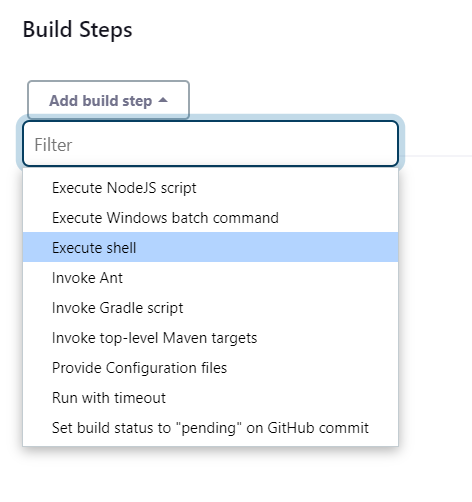 Build Steps
Add build step
Filter
Execute NodeJS script
Execute Windows batch command
Execute shell
Invoke Ant
Invoke Gradle script
Invoke top-level Maven targets
Provide Configuration files
Run with timeout
Set build status to "pending" on GitHub commit